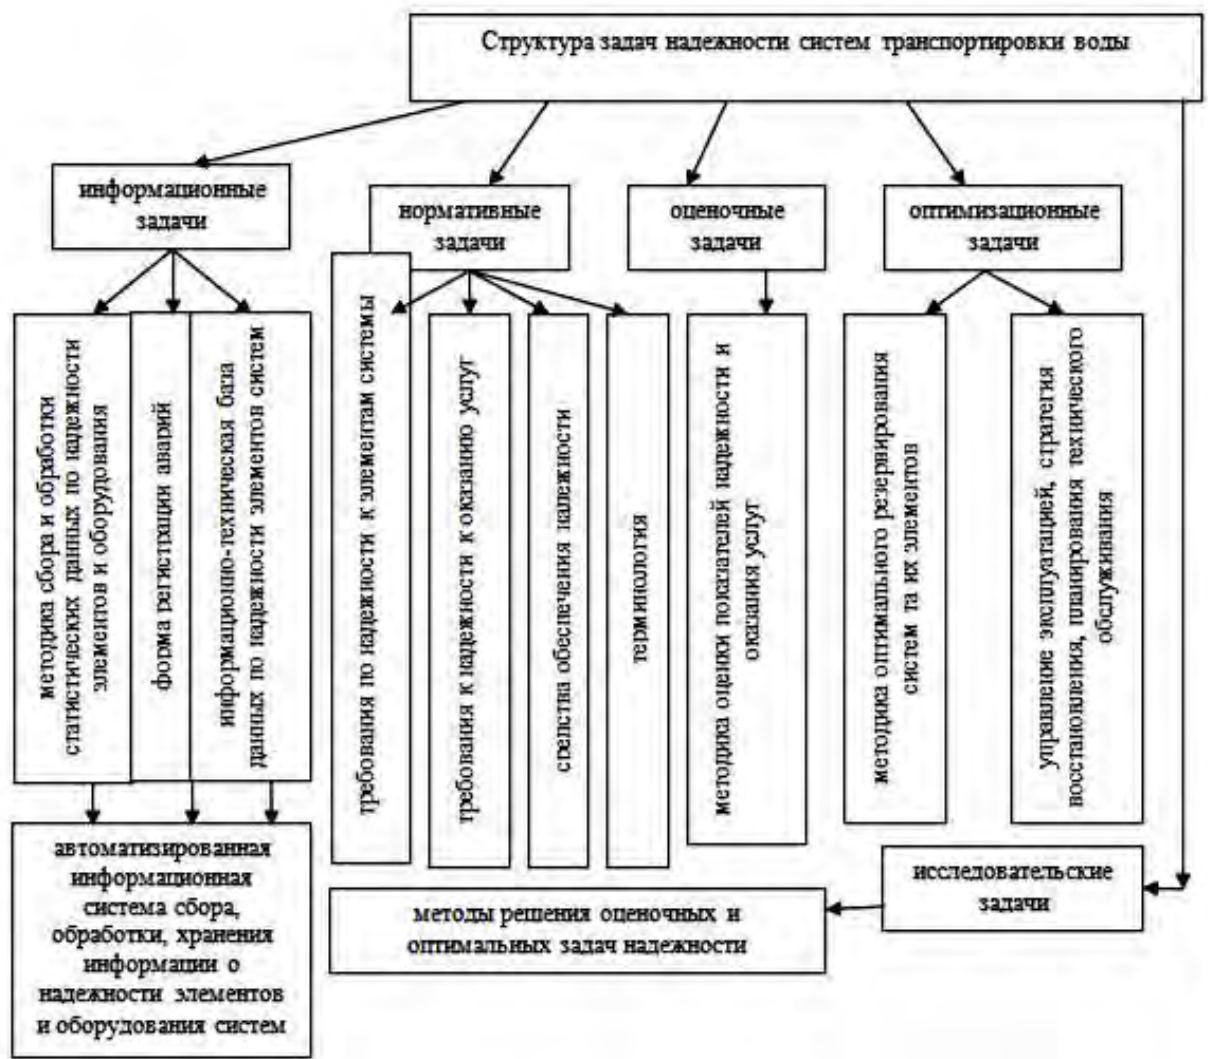 Структура задач надежности систем транспортировки воды
информационные
задачи
нормативные
задачи
оценочные
задачи
оптимизационные
задачи
методика сбора и обработки
статистических данных по надежности
элементов и оборудования
форма регистрации аварий
информационно-техническая база
данных по надежности элементов систем
требования по надежности к элементам системы
требования к надежности к оказанию услуг
средства обеспечения надежности
терминология
методика оценки показателей надежности и
оказания услуг
методика оптимального резервирования
систем та их элементов
управление эксплуатацией, стратегия
восстановления, планирования технического
обслуживания
автоматизированная
информационная
система сбора,
обработки, хранения
информации о
надежности элементов
и оборудования систем
исследовательские
задачи
методы решения оценочных и
оптимальных задач надежности